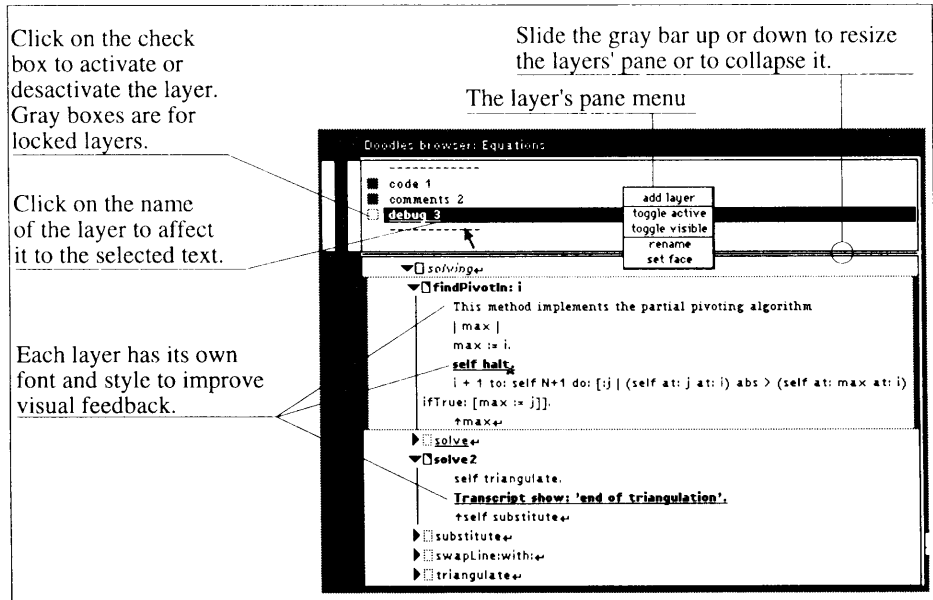 Click on the check
box to activate or
desactivate the layer.
Gray boxes are for
locked layers.
Slide the gray bar up or down to resize
the layers' pane or to collapse it.
The layer's pane menu
Click on the name
of the layer to affect
it to the selected text.
Each layer has its own
font and style to improve
visual feedback.
Doodles browser: Equations
code 1
comments 2
debug 3
add layer
toggle active
toggle visible
rename
set face
solving↵
findPivotIn: i
This method implements the partial pivoting algorithm
| max |
max := i.
self halt.
i + 1 to: self N+1 do: [:j | (self at: j at: i) abs > (self at: max at: i)
ifTrue: [max := j]].
↑max↵
solve↵
solve2
self triangulate.
Transcript show: 'end of triangulation'.
↑self substitute↵
substitute↵
swapLine:with:↵
triangulate↵